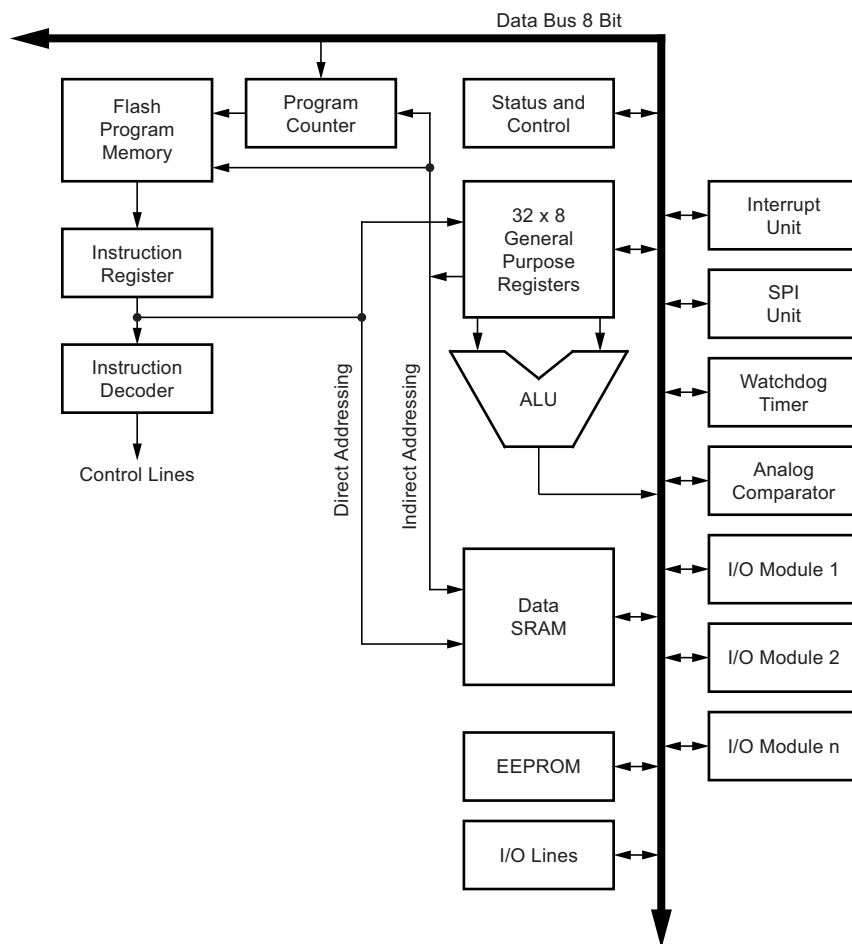 Data Bus 8 Bit
Flash
Program
Memory
Program
Counter
Status and
Control
32 x 8
General
Purpose
Registers
Interrupt
Unit
Instruction
Register
SPI
Unit
Instruction
Decoder
ALU
Watchdog
Timer
Control Lines
Direct Addressing
Indirect Addressing
Analog
Comparator
Data
SRAM
I/O Module 1
I/O Module 2
EEPROM
I/O Module n
I/O Lines